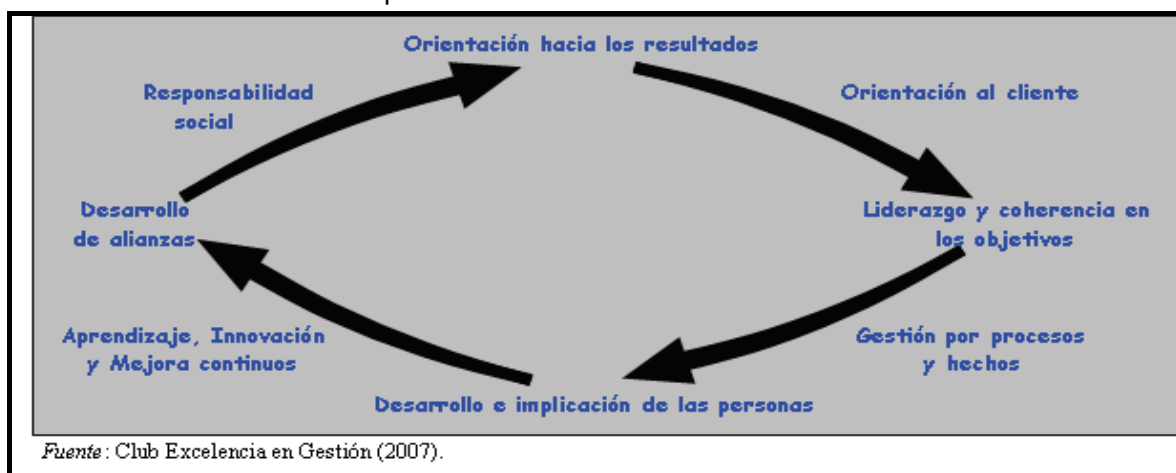 Orientación hacia los resultados
Responsabilidad
social
Orientación al cliente
Desarrollo
de alianzas
Liderazgo y coherencia en
los objetivos
Aprendizaje, Innovación
y Mejora continuos
Gestión por procesos
y hechos
Desarrollo e implicación de las personas
Fuente: Club Excelencia en Gestión (2007).